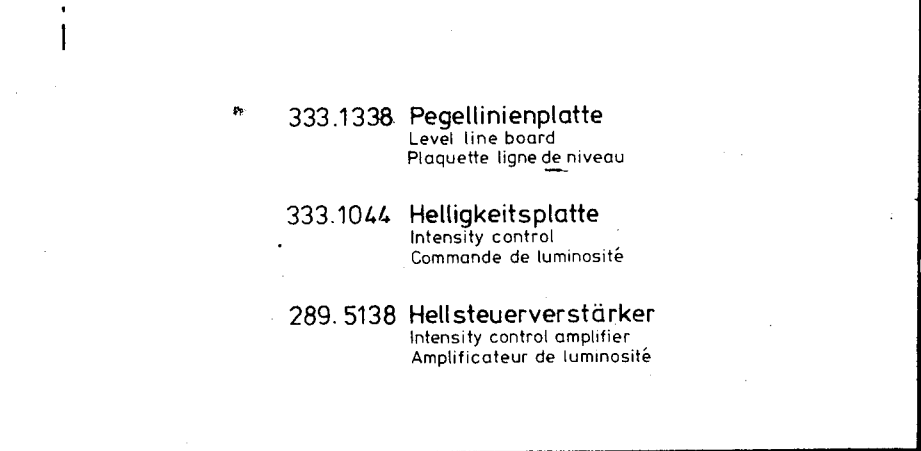 333.1338 Pegellinienplatte
Level line board
Plaquette ligne de niveau
333.1044 Helligkeitsplatte
Intensity control
Commande de luminosité
289.5138 Hellsteuerverstärker
Intensity control amplifier
Amplificateur de luminosité